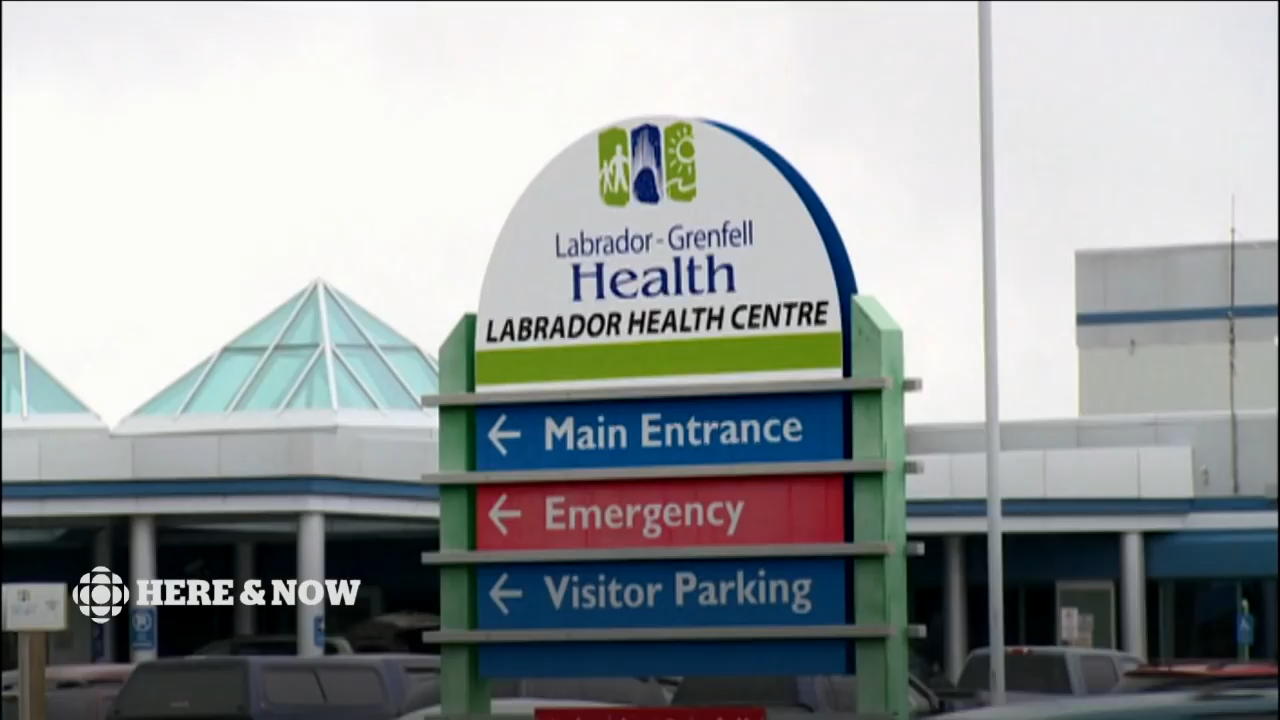 Labrador-Grenfell
Health
LABRADOR HEALTH CENTRE
← Main Entrance
← Emergency
← Visitor Parking
HERE & NOW